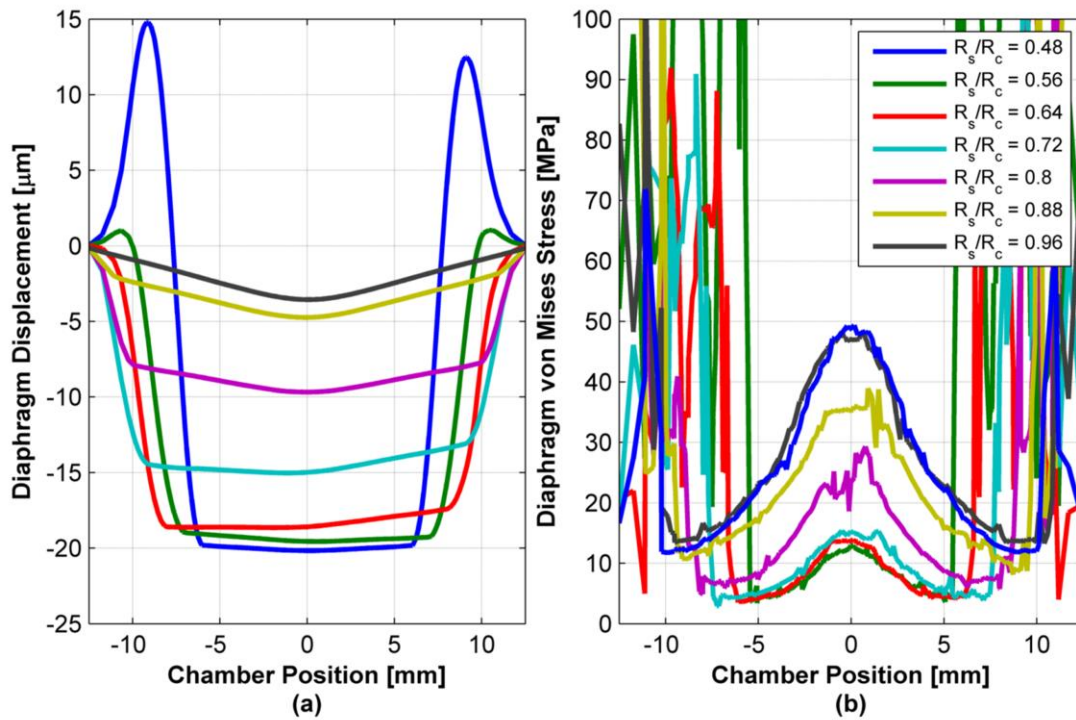 15
10
5
0
-5
-10
-15
-20
-25
Diaphragm Displacement [μm]
-10 -5 0 5 10
Chamber Position [mm]
(a)
100
90
80
70
60
50
40
30
20
10
0
Diaphragm von Mises Stress [MPa]
-10 -5 0 5 10
Chamber Position [mm]
(b)
R_s/R_c = 0.48
R_s/R_c = 0.56
R_s/R_c = 0.64
R_s/R_c = 0.72
R_s/R_c = 0.8
R_s/R_c = 0.88
R_s/R_c = 0.96